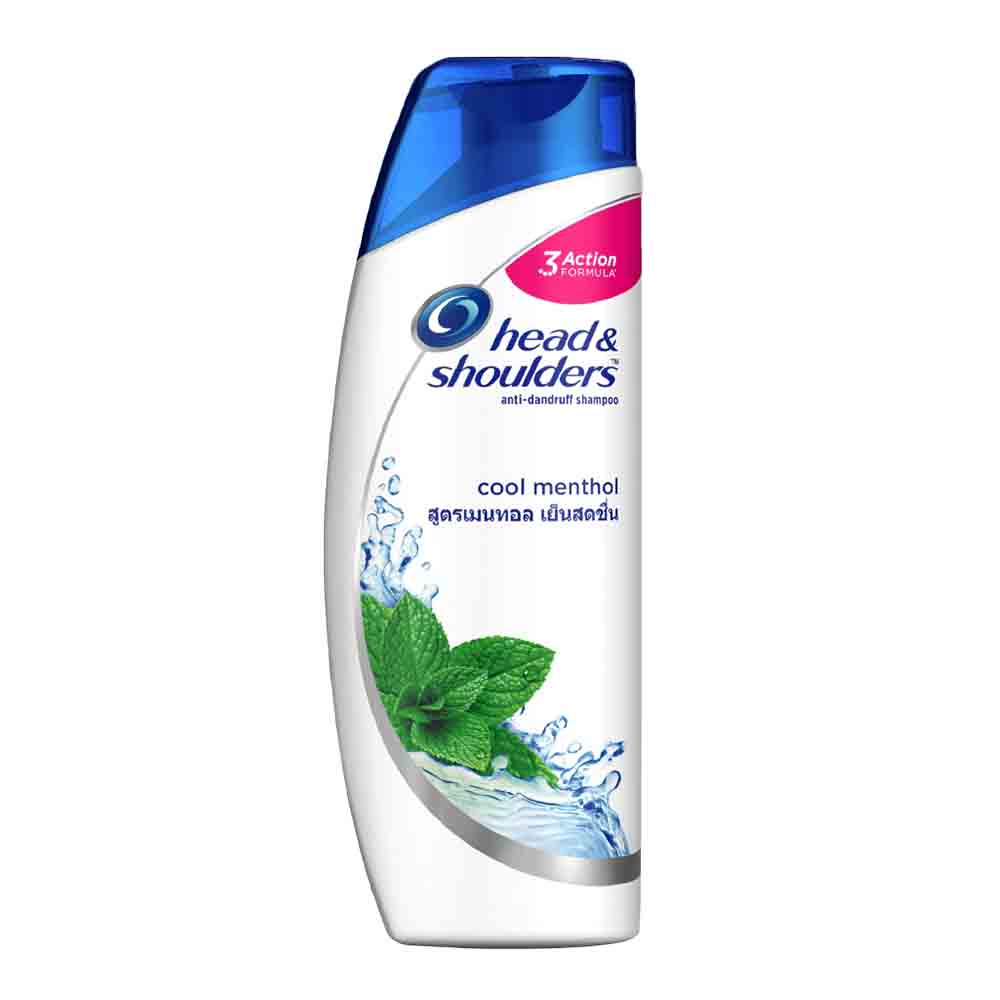 3 Action
FORMULA*
head &
shoulders™
anti-dandruff shampoo
cool menthol
สูตรเมนทอล เย็นสดชื่น